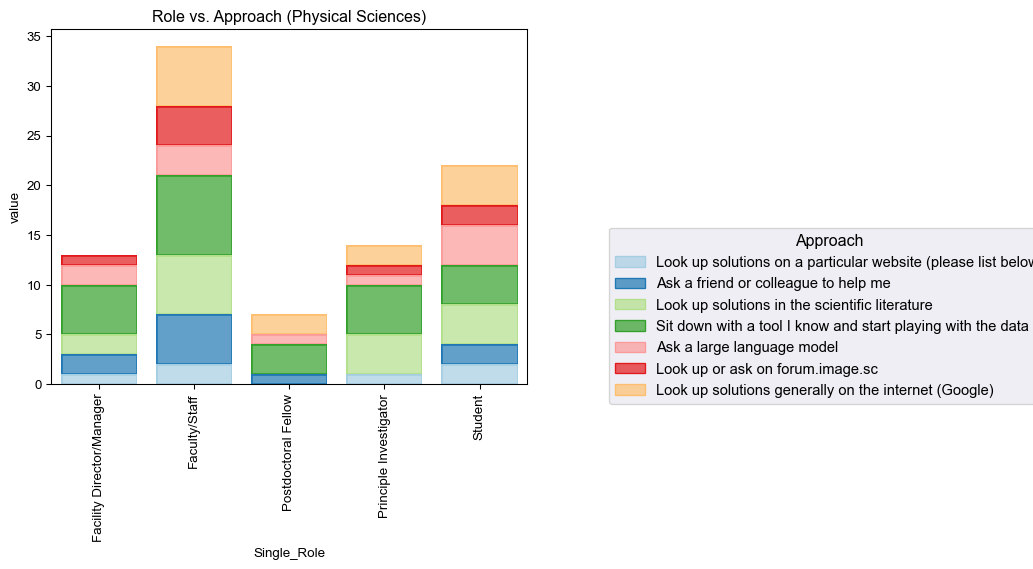 Role vs. Approach (Physical Sciences)
value
35
30
25
20
15
10
5
0
Facility Director/Manager
Faculty/Staff
Postdoctoral Fellow
Principle Investigator
Student
Single_Role
Approach
Look up solutions on a particular website (please list below
Ask a friend or colleague to help me
Look up solutions in the scientific literature
Sit down with a tool I know and start playing with the data
Ask a large language model
Look up or ask on forum.image.sc
Look up solutions generally on the internet (Google)